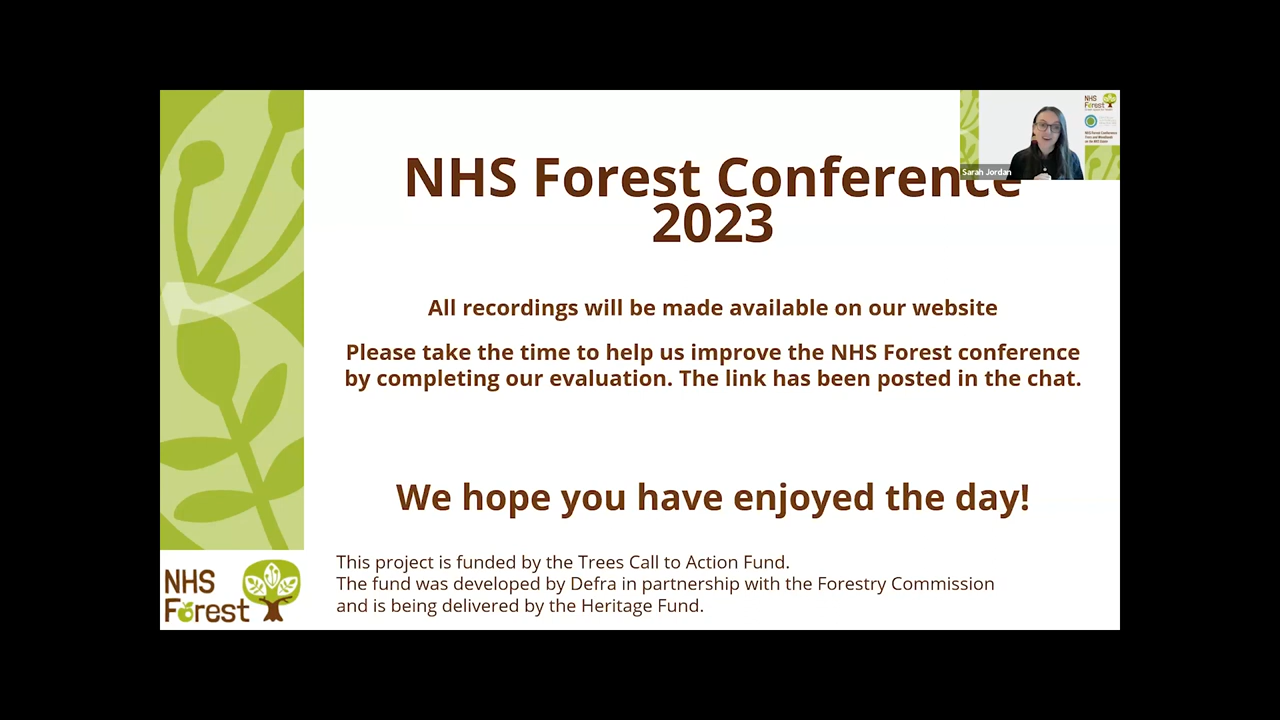 NHS Forest Conference
2023
Sarah Jordan
All recordings will be made available on our website
Please take the time to help us improve the NHS Forest conference
by completing our evaluation. The link has been posted in the chat.
We hope you have enjoyed the day!
This project is funded by the Trees Call to Action Fund.
The fund was developed by Defra in partnership with the Forestry Commission
and is being delivered by the Heritage Fund.
NHS
Forest
NHS
Forest